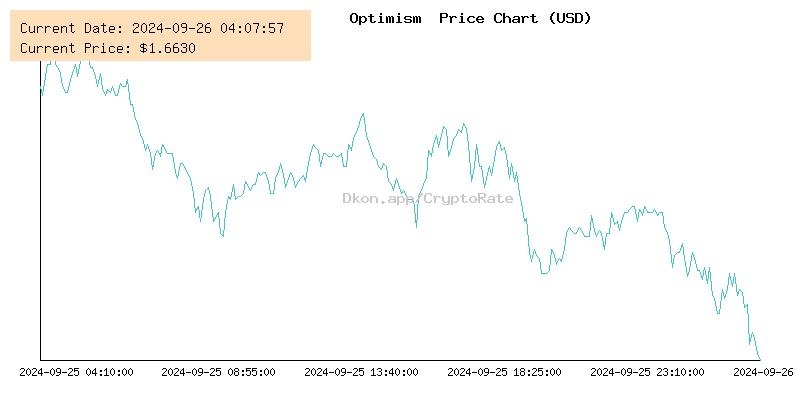 Optimism  Price Chart (USD)
Current Date: 2024-09-26 04:07:57
Current Price: $1.6630
Dkon.app/CryptoRate
2024-09-25 04:10:00 2024-09-25 08:55:00 2024-09-25 13:40:00 2024-09-25 18:25:00 2024-09-25 23:10:00 2024-09-26